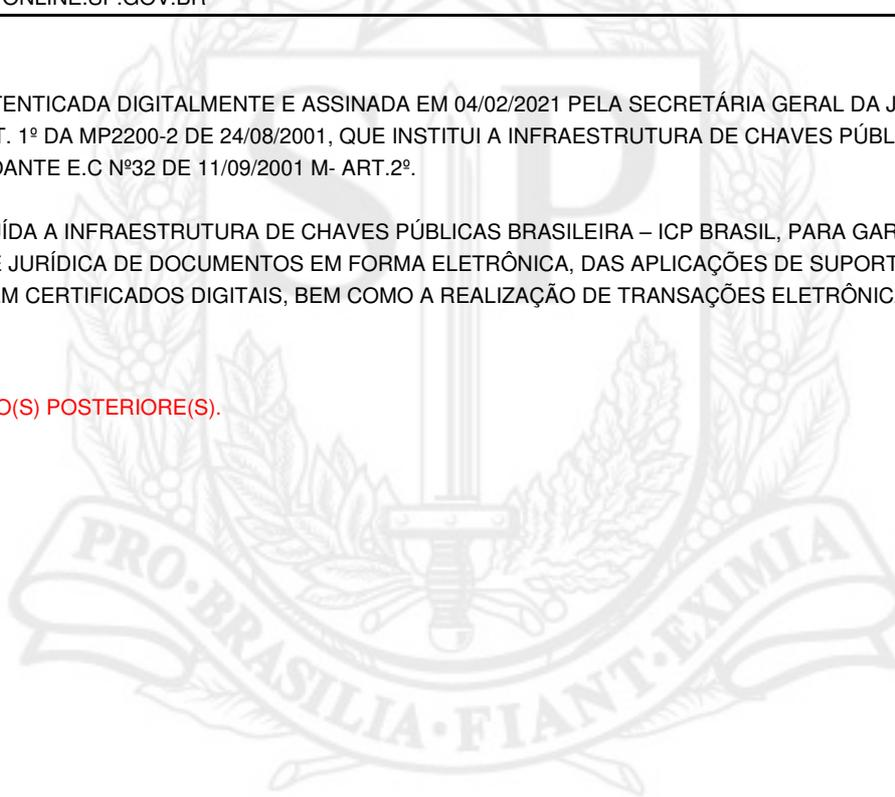 ONLINE.SP.GOV.BR
TENTICADA DIGITALMENTE E ASSINADA EM 04/02/2021 PELA SECRETÁRIA GERAL DA J
T. 1º DA MP2200-2 DE 24/08/2001, QUE INSTITUI A INFRAESTRUTURA DE CHAVES PÚBL
DANTE E.C Nº32 DE 11/09/2001 M- ART.2º.
ÍDA A INFRAESTRUTURA DE CHAVES PÚBLICAS BRASILEIRA – ICP BRASIL, PARA GAR
E JURÍDICA DE DOCUMENTOS EM FORMA ELETRÔNICA, DAS APLICAÇÕES DE SUPORT
M CERTIFICADOS DIGITAIS, BEM COMO A REALIZAÇÃO DE TRANSAÇÕES ELETRÔNIC
O(S) POSTERIORE(S).
SP
PRO·BRASILIA·FIANT·EXIMIA